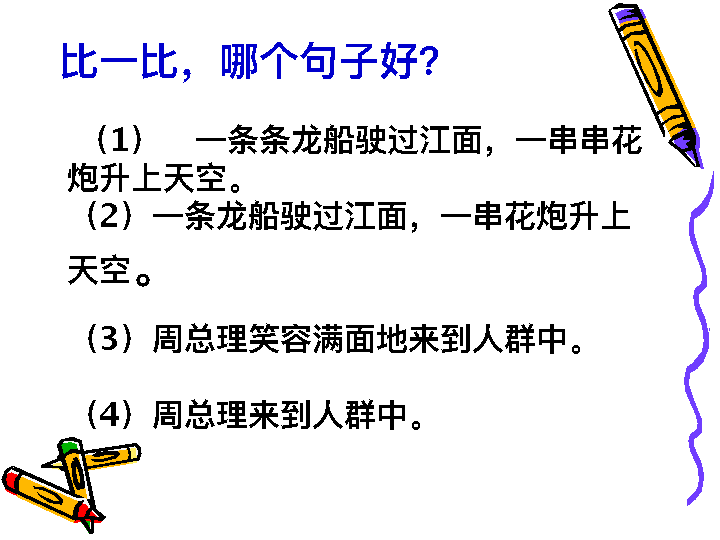 比一比，哪个句子好?
（1） 一条条龙船驶过江面，一串串花
炮升上天空。
（2）一条龙船驶过江面，一串花炮升上
天空。
（3）周总理笑容满面地来到人群中。
（4）周总理来到人群中。